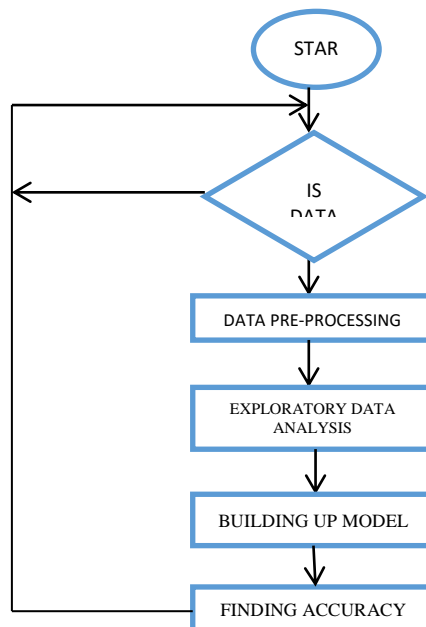 STAR
IS
DATA
DATA PRE-PROCESSING
EXPLORATORY DATA
ANALYSIS
BUILDING UP MODEL
FINDING ACCURACY